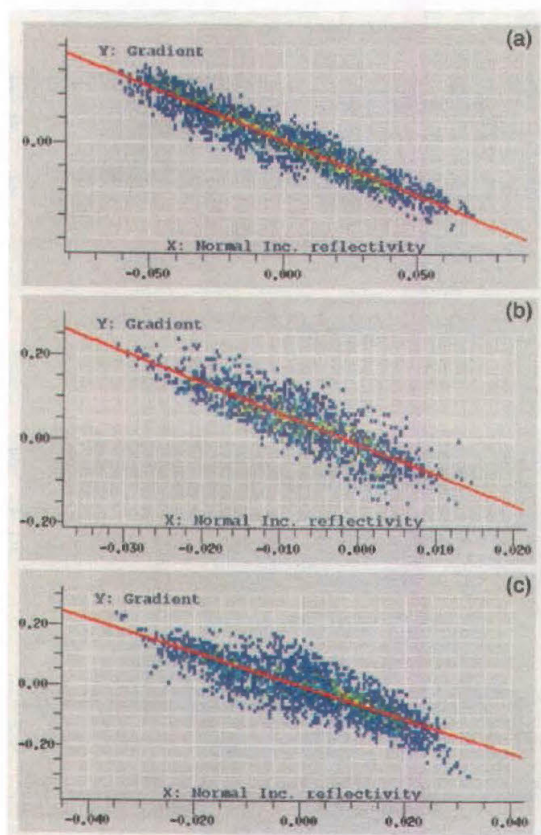 (a)
Y: Gradient
0.00
X: Normal Inc. reflectivity
-0.050 0.000 0.050
(b)
Y: Gradient
0.20
0.00
-0.20
X: Normal Inc. reflectivity
-0.030 -0.020 -0.010 0.000 0.010 0.020
(c)
Y: Gradient
0.20
0.00
-0.20
X: Normal Inc. reflectivity
-0.040 -0.020 0.000 0.020 0.040